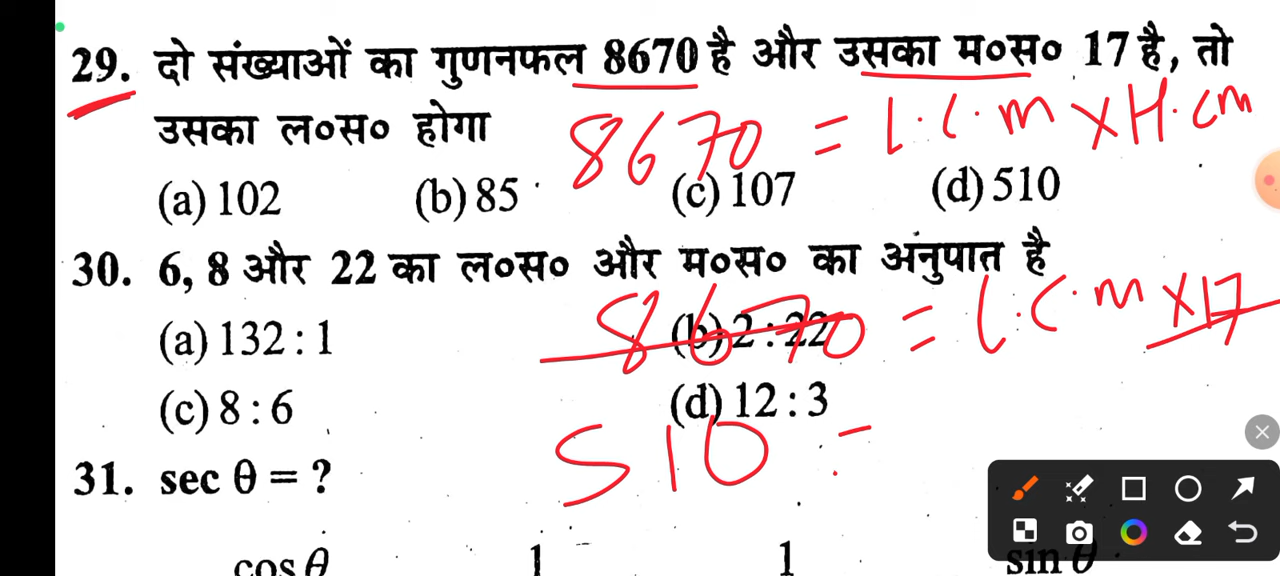 29. दो संख्याओं का गुणनफल 8670 है और उसका म०स० 17 है, तो
उसका ल०स० होगा
8670 = L.C.m X H.cm
(a) 102 (b) 85 (c) 107 (d) 510
30. 6, 8 और 22 का ल०स० और म०स० का अनुपात है
8670 = L.C.m X 17
(a) 132 : 1 (b) 2 : 22
(c) 8 : 6 (d) 12 : 3
510 =
31. sec θ = ?
cosθ 1 1 sin θ